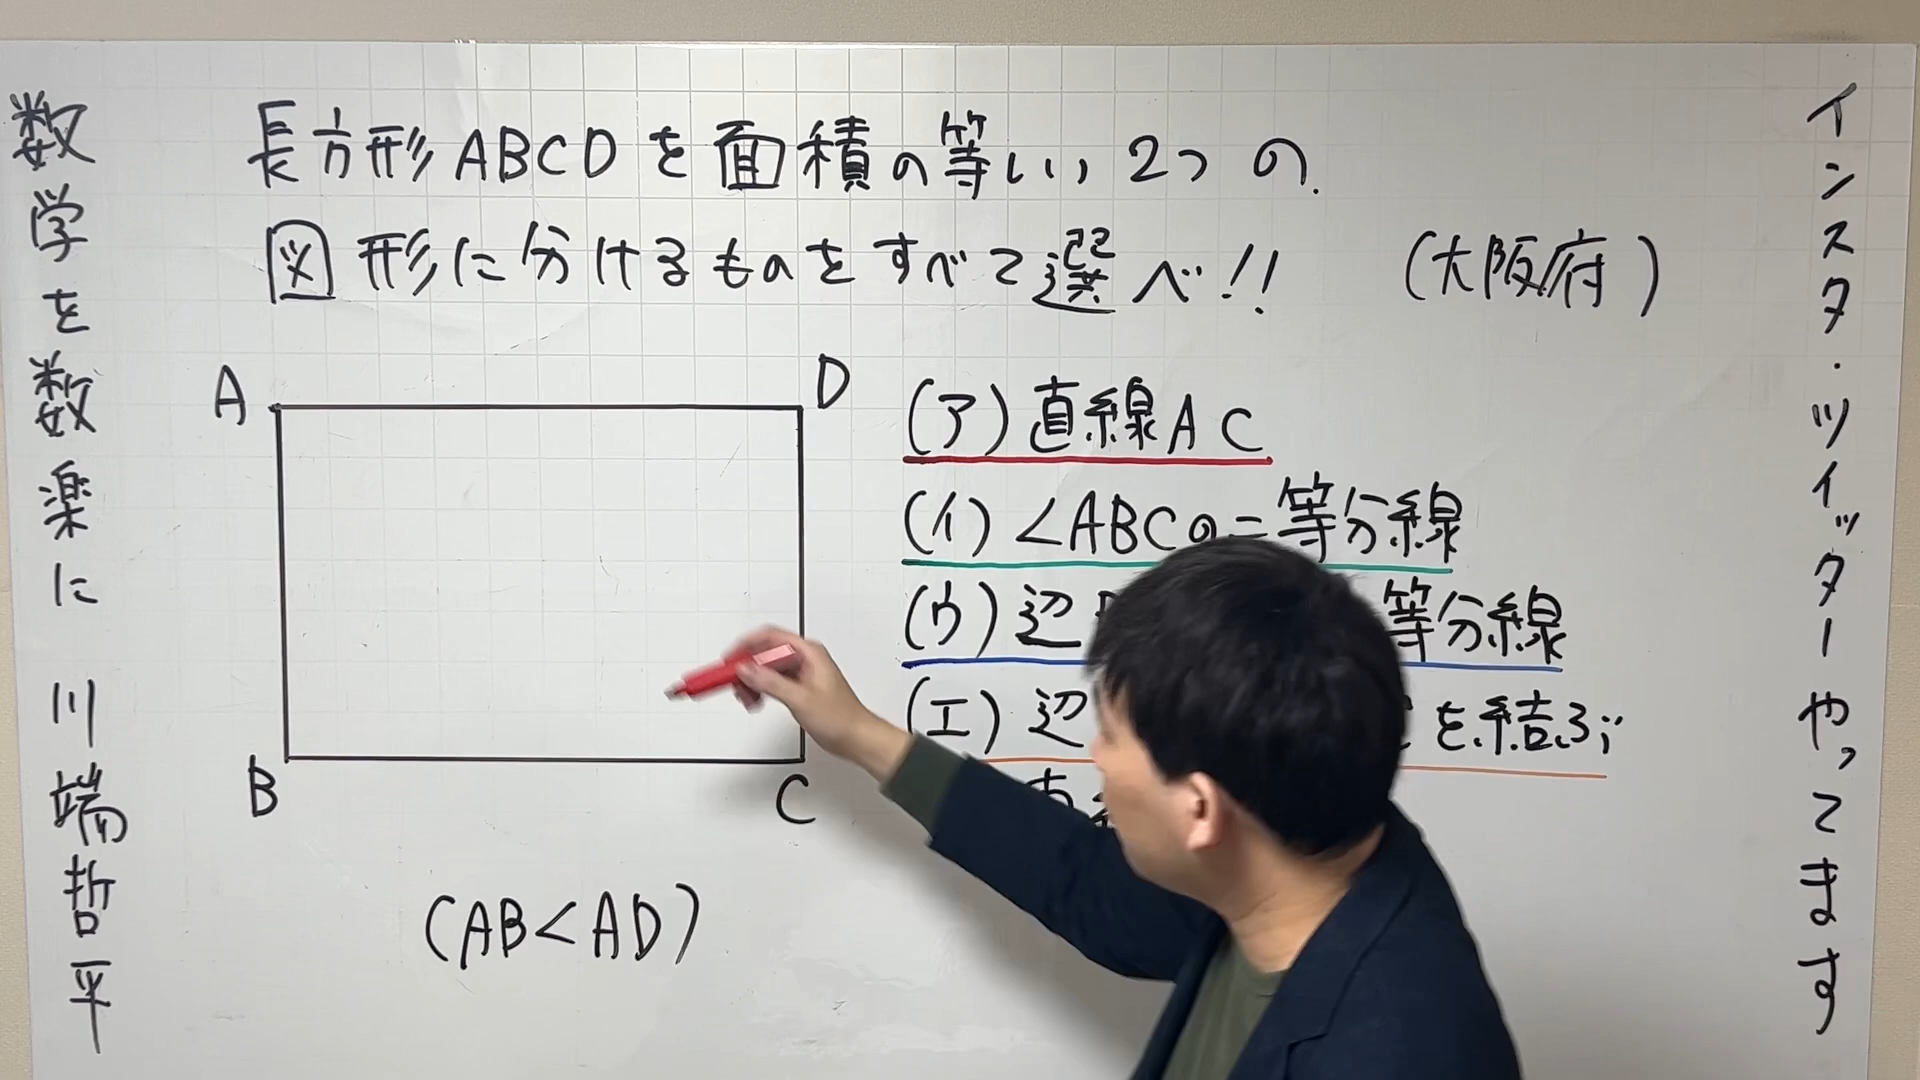 数学を数楽に 川端哲平
長方形ABCDを面積の等しい2つの
図形に分けるものをすべて選べ!!
(大阪府)
A
D
B
C
(AB<AD)
(ア)直線AC
(イ)∠ABCの二等分線
(ウ)辺 等分線
(エ)辺 を結ぶ
インスタ・ツイッターやってます